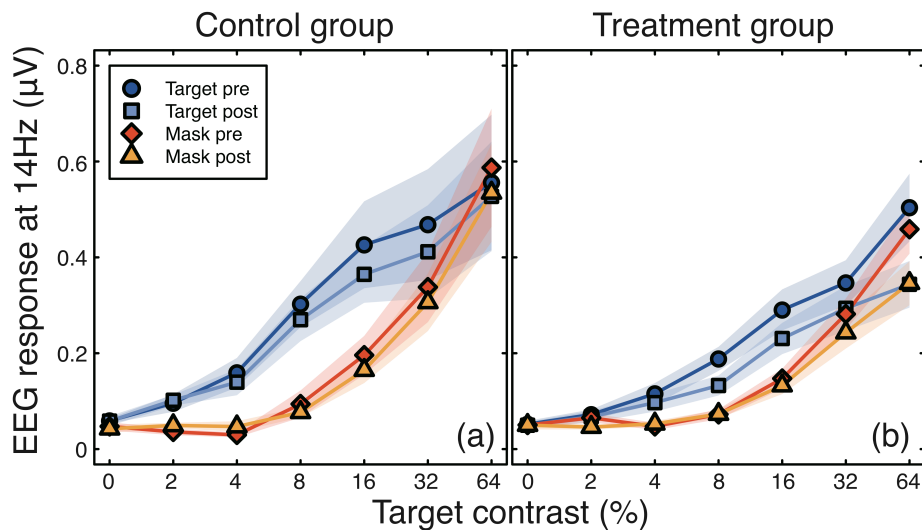 Control group
Treatment group
EEG response at 14Hz (µV)
0.8
0.6
0.4
0.2
0
Target pre
Target post
Mask pre
Mask post
(a)
(b)
0 2 4 8 16 32 64
0 2 4 8 16 32 64
Target contrast (%)